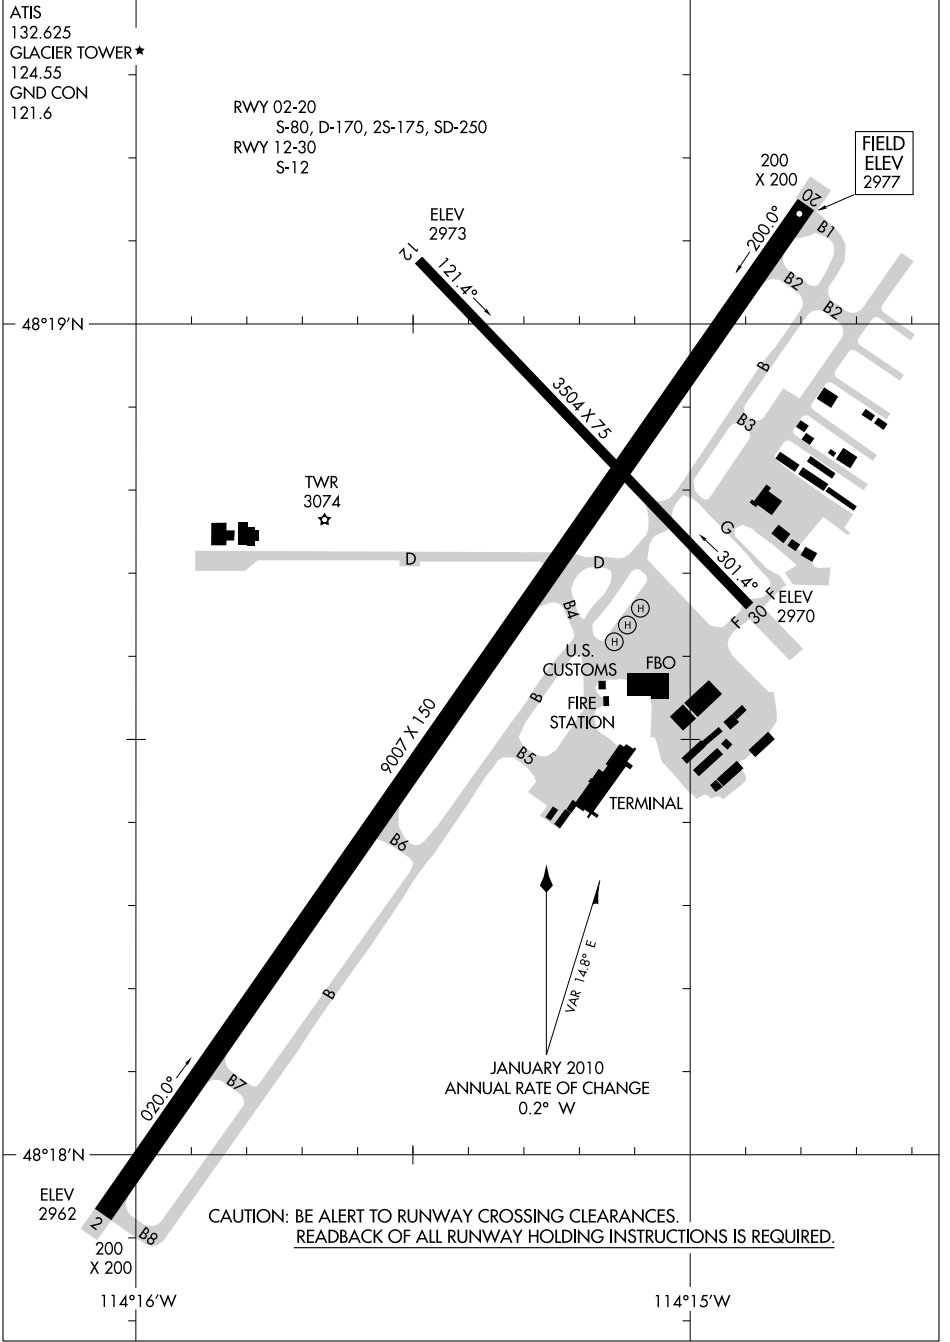 ATIS
132.625
GLACIER TOWER ★
124.55
GND CON
121.6
RWY 02-20
S-80, D-170, 2S-175, SD-250
RWY 12-30
S-12
200
X 200
FIELD
ELEV
2977
20
200.0°
B1
ELEV
2973
12
121.4°
B2
B2
48°19'N
B
3504 X 75
B3
TWR
3074
G
D
D
301.4°
F
ELEV
2970
30
F
B4
H
H
H
U.S.
CUSTOMS
FBO
B
FIRE
STATION
9007 X 150
B5
TERMINAL
B6
VAR 14.8° E
B
JANUARY 2010
ANNUAL RATE OF CHANGE
0.2° W
020.0°
B7
48°18'N
ELEV
2962
2
B8
200
X 200
CAUTION: BE ALERT TO RUNWAY CROSSING CLEARANCES.
READBACK OF ALL RUNWAY HOLDING INSTRUCTIONS IS REQUIRED.
114°16'W
114°15'W